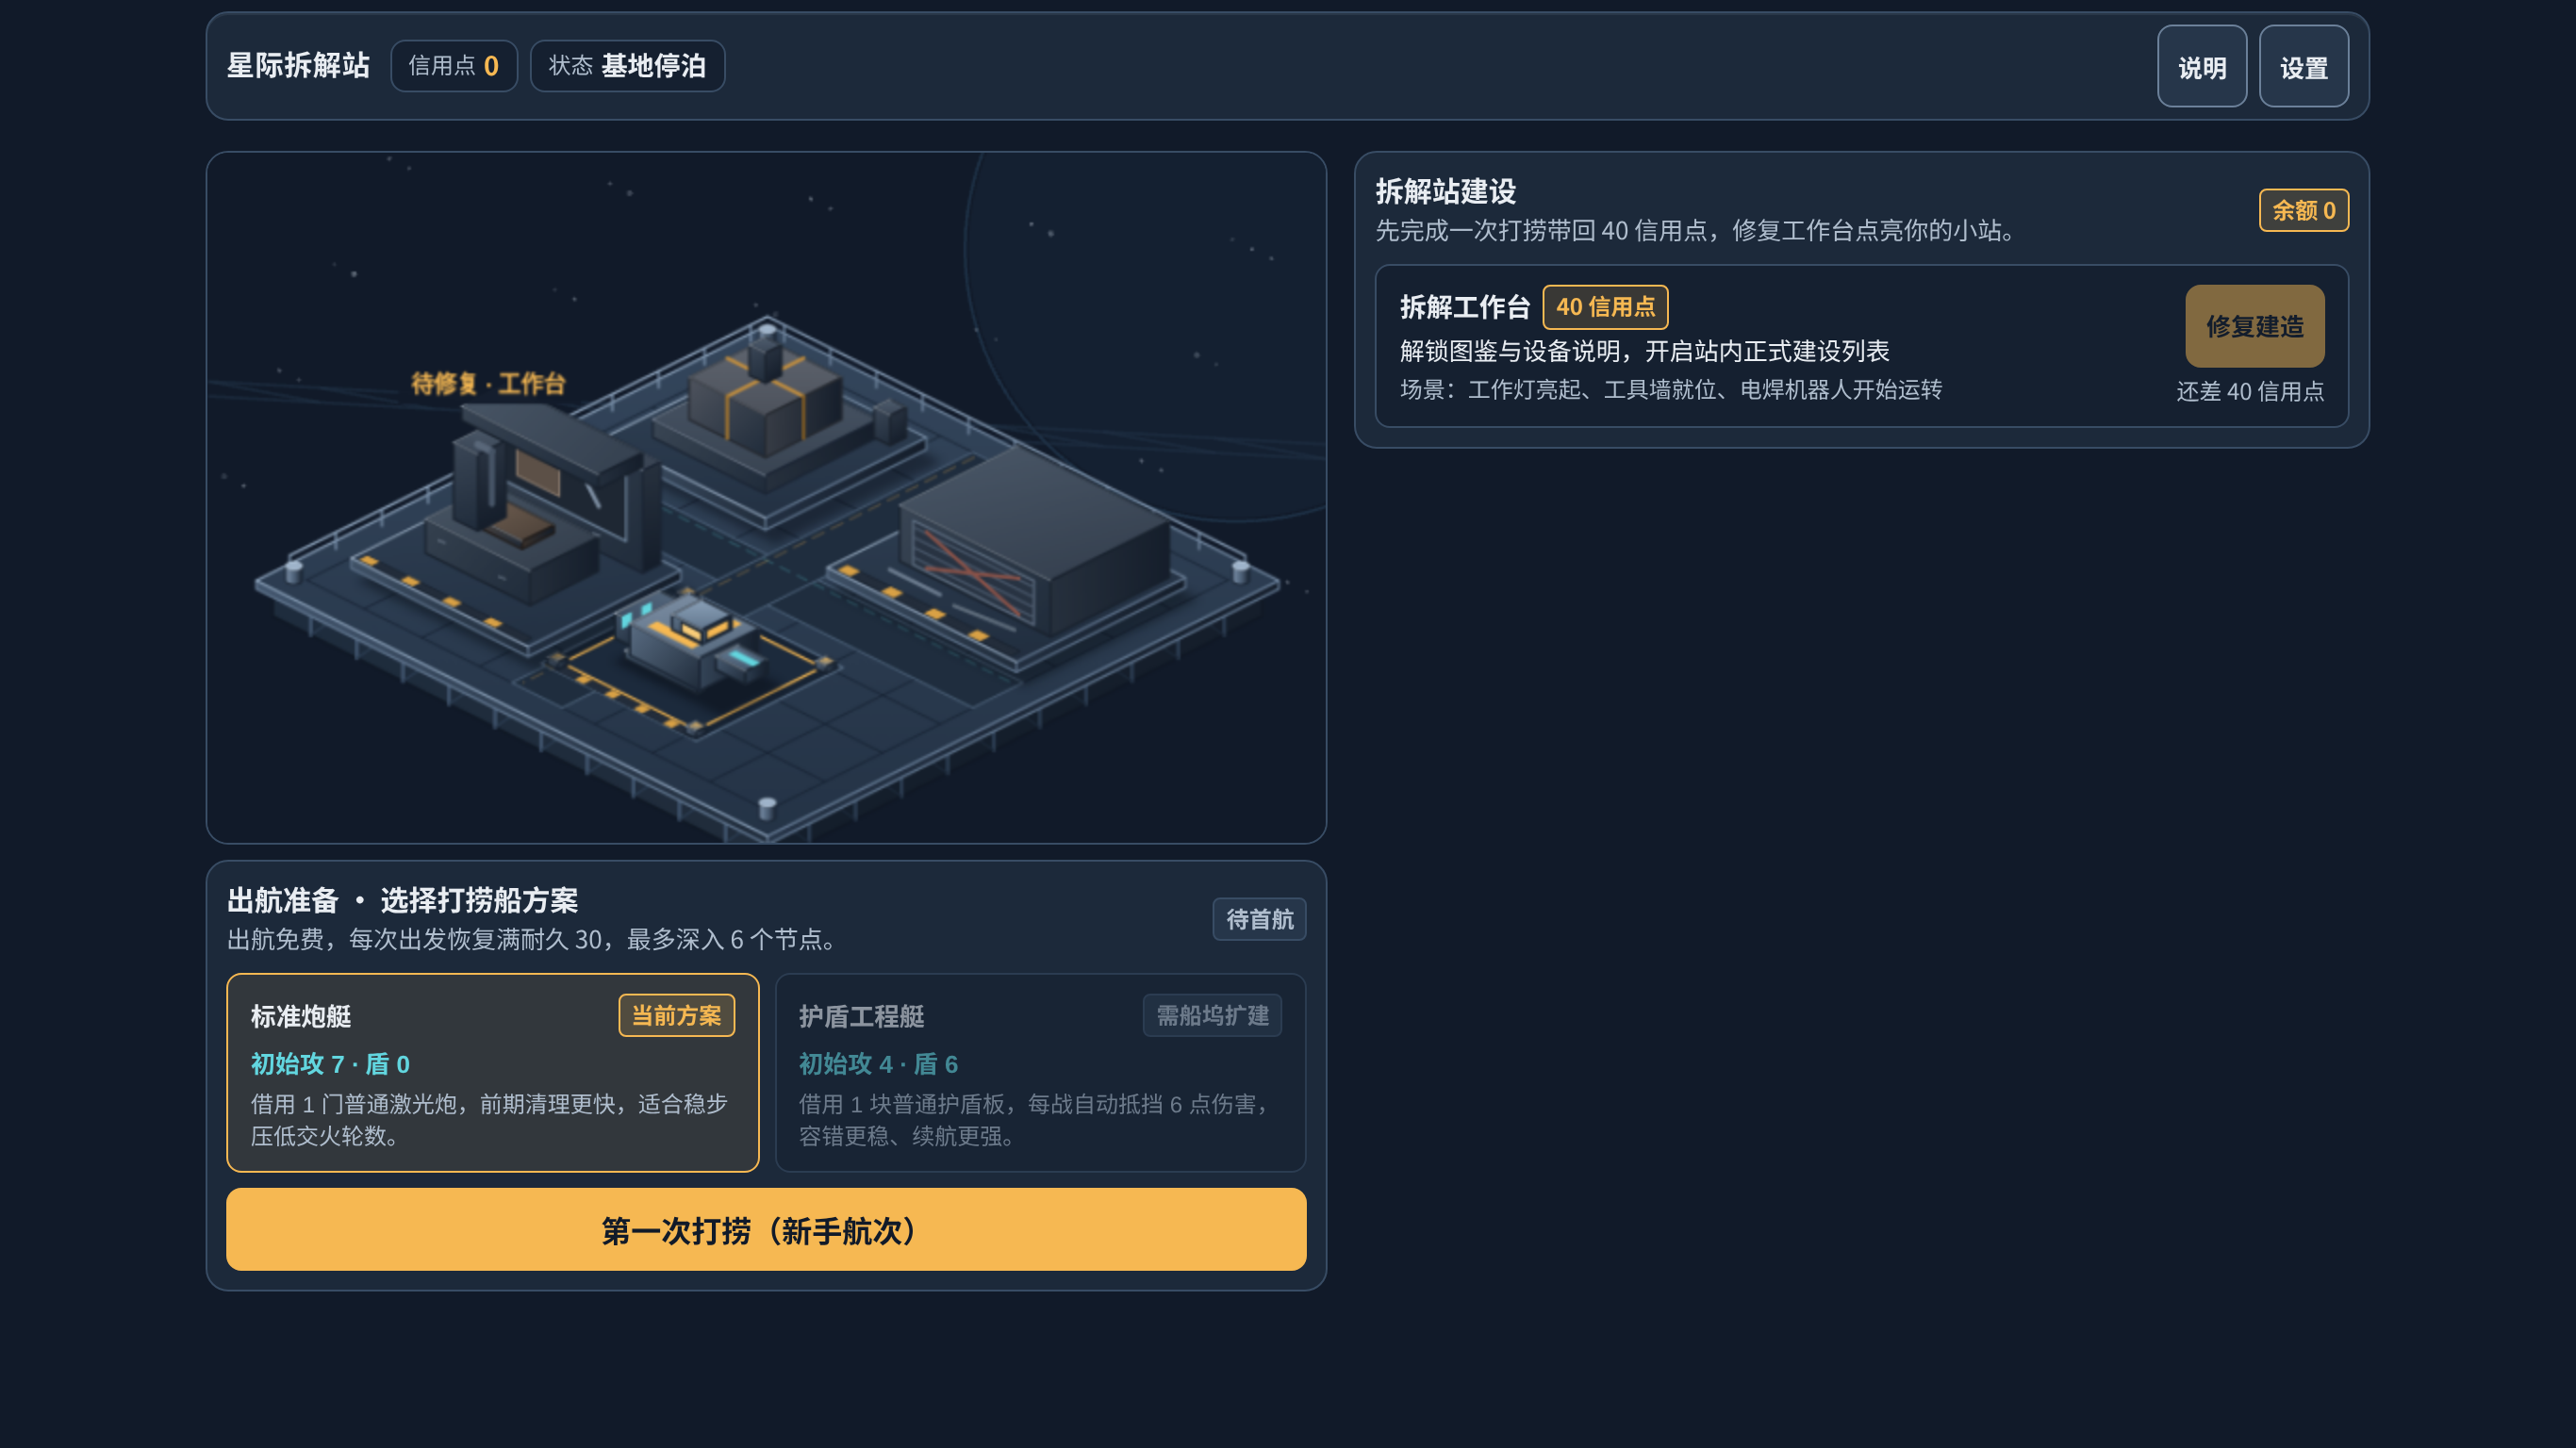 星际拆解站
信用点 0
状态 基地停泊
说明
设置
待修复 · 工作台
拆解站建设
先完成一次打捞带回 40 信用点，修复工作台点亮你的小站。
余额 0
拆解工作台
40 信用点
解锁图鉴与设备说明，开启站内正式建设列表
场景：工作灯亮起、工具墙就位、电焊机器人开始运转
修复建造
还差 40 信用点
出航准备 · 选择打捞船方案
出航免费，每次出发恢复满耐久 30，最多深入 6 个节点。
待首航
标准炮艇
当前方案
初始攻 7 · 盾 0
借用 1 门普通激光炮，前期清理更快，适合稳步
压低交火轮数。
护盾工程艇
需船坞扩建
初始攻 4 · 盾 6
借用 1 块普通护盾板，每战自动抵挡 6 点伤害，
容错更稳、续航更强。
第一次打捞（新手航次）